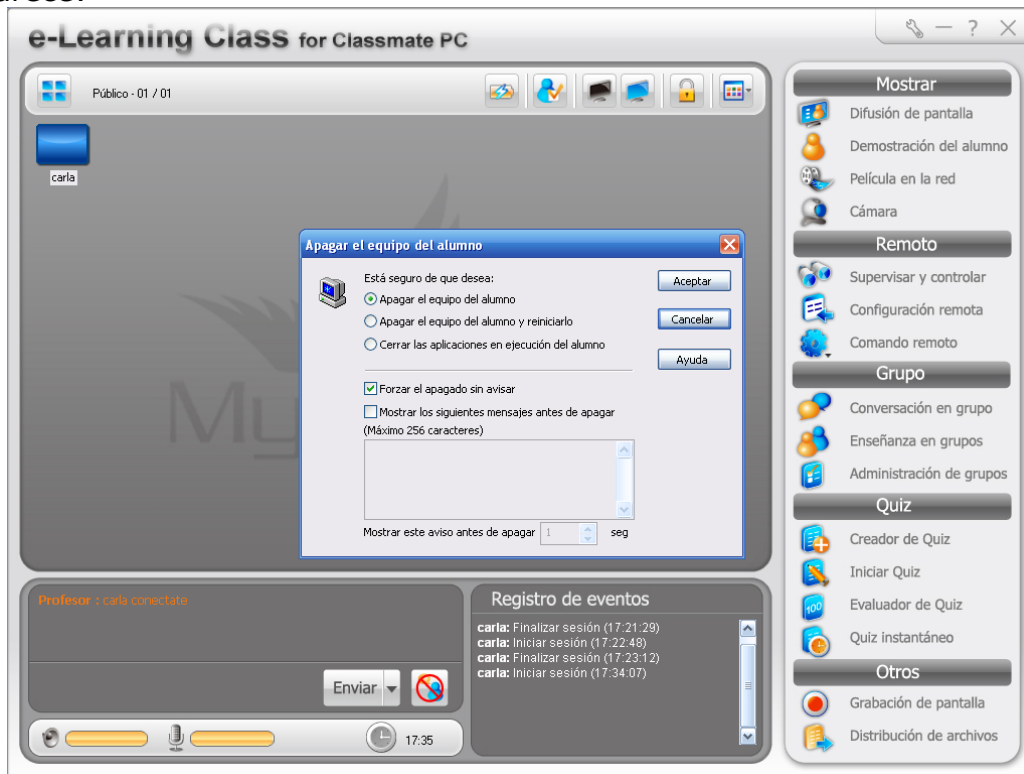 e-Learning Class for Classmate PC
Público - 01 / 01
carla
Apagar el equipo del alumno
Está seguro de que desea:
Apagar el equipo del alumno
Apagar el equipo del alumno y reiniciarlo
Cerrar las aplicaciones en ejecución del alumno
Aceptar
Cancelar
Ayuda
Forzar el apagado sin avisar
Mostrar los siguientes mensajes antes de apagar
(Máximo 256 caracteres)
Mostrar este aviso antes de apagar 1 seg
Profesor : carla conectate
Enviar
17:35
Registro de eventos
carla: Finalizar sesión (17:21:29)
carla: Iniciar sesión (17:22:48)
carla: Finalizar sesión (17:23:12)
carla: Iniciar sesión (17:34:07)
Mostrar
Difusión de pantalla
Demostración del alumno
Película en la red
Cámara
Remoto
Supervisar y controlar
Configuración remota
Comando remoto
Grupo
Conversación en grupo
Enseñanza en grupos
Administración de grupos
Quiz
Creador de Quiz
Iniciar Quiz
100
Evaluador de Quiz
Quiz instantáneo
Otros
Grabación de pantalla
Distribución de archivos